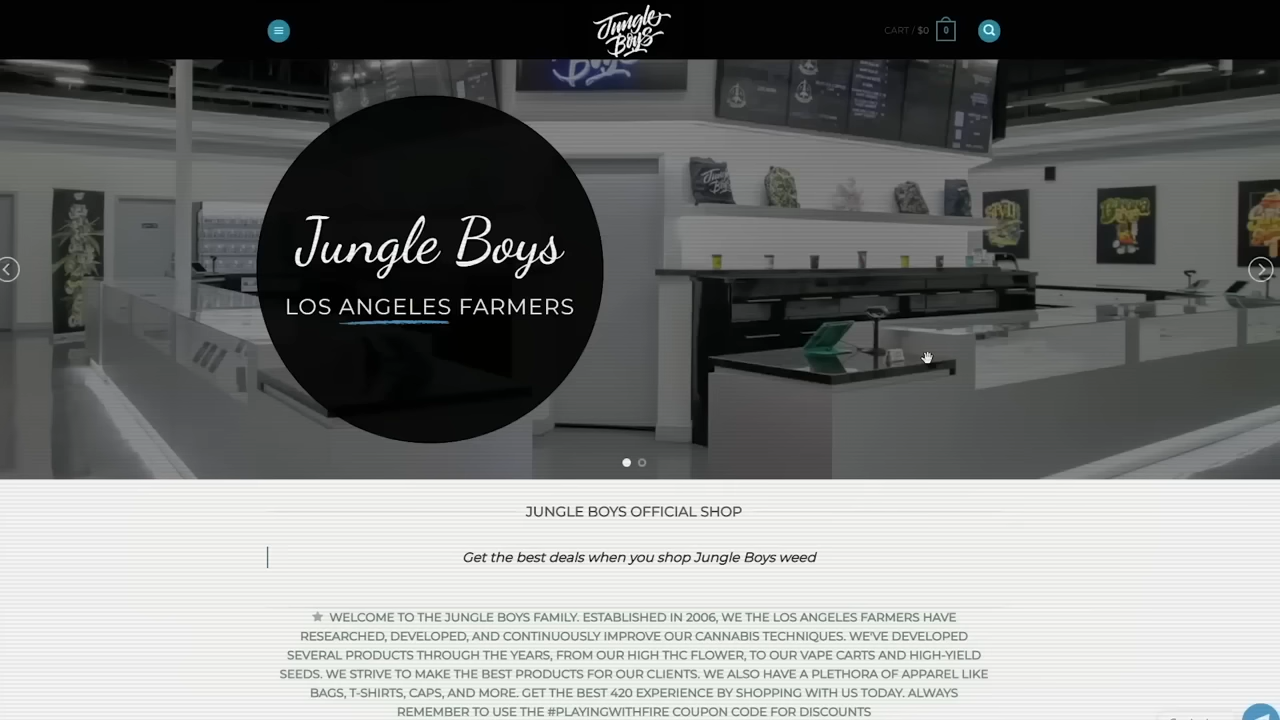 Jungle
Boys
CART / $0
0
Jungle Boys
LOS ANGELES FARMERS
JUNGLE BOYS OFFICIAL SHOP
Get the best deals when you shop Jungle Boys weed
WELCOME TO THE JUNGLE BOYS FAMILY. ESTABLISHED IN 2006, WE THE LOS ANGELES FARMERS HAVE
RESEARCHED, DEVELOPED, AND CONTINUOUSLY IMPROVE OUR CANNABIS TECHNIQUES. WE'VE DEVELOPED
SEVERAL PRODUCTS THROUGH THE YEARS, FROM OUR HIGH THC FLOWER, TO OUR VAPE CARTS AND HIGH-YIELD
SEEDS. WE STRIVE TO MAKE THE BEST PRODUCTS FOR OUR CLIENTS. WE ALSO HAVE A PLETHORA OF APPAREL LIKE
BAGS, T-SHIRTS, CAPS, AND MORE. GET THE BEST 420 EXPERIENCE BY SHOPPING WITH US TODAY. ALWAYS
REMEMBER TO USE THE #PLAYINGWITHFIRE COUPON CODE FOR DISCOUNTS